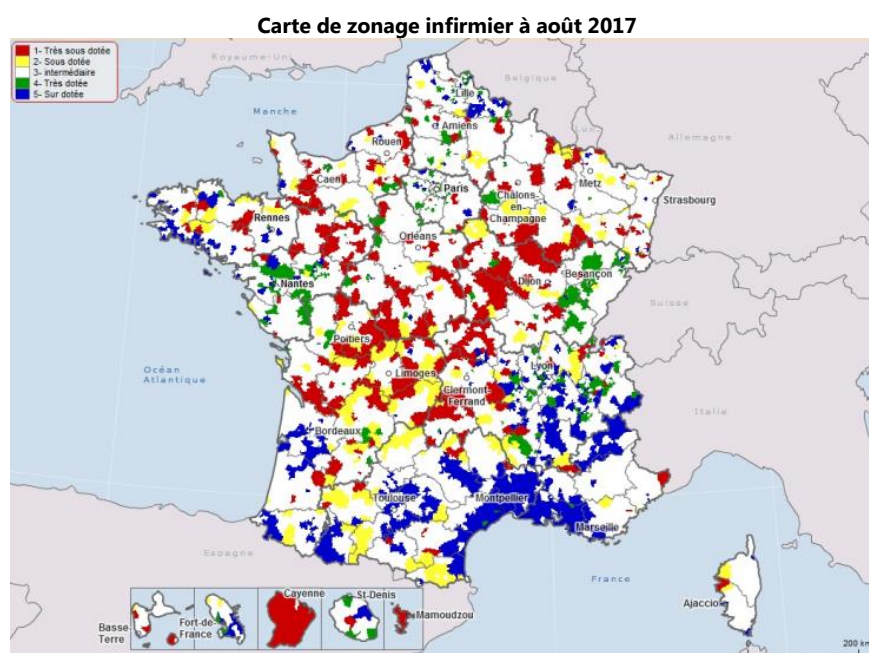 Carte de zonage infirmier à août 2017
1- Très sous dotée
2- Sous dotée
3- intermédiaire
4- Très dotée
5- Sur dotée
Royaume-Uni
Belgique
Lille
Manche
Lux.
Allemagne
Amiens
Rouen
Caen
Paris
Metz
Châlons-
en-
Champagne
Strasbourg
Rennes
Orléans
Nantes
Dijon
Besançon
Suisse
Poitiers
Océan
Atlantique
Limoges
Lyon
Clermont-
Ferrand
Italie
Bordeaux
Toulouse
Montpellier
Marseille
Espagne
France
Ajaccio
Cayenne
St-Denis
Basse
Terre
Fort-de-
France
Mamoudzou
200 km